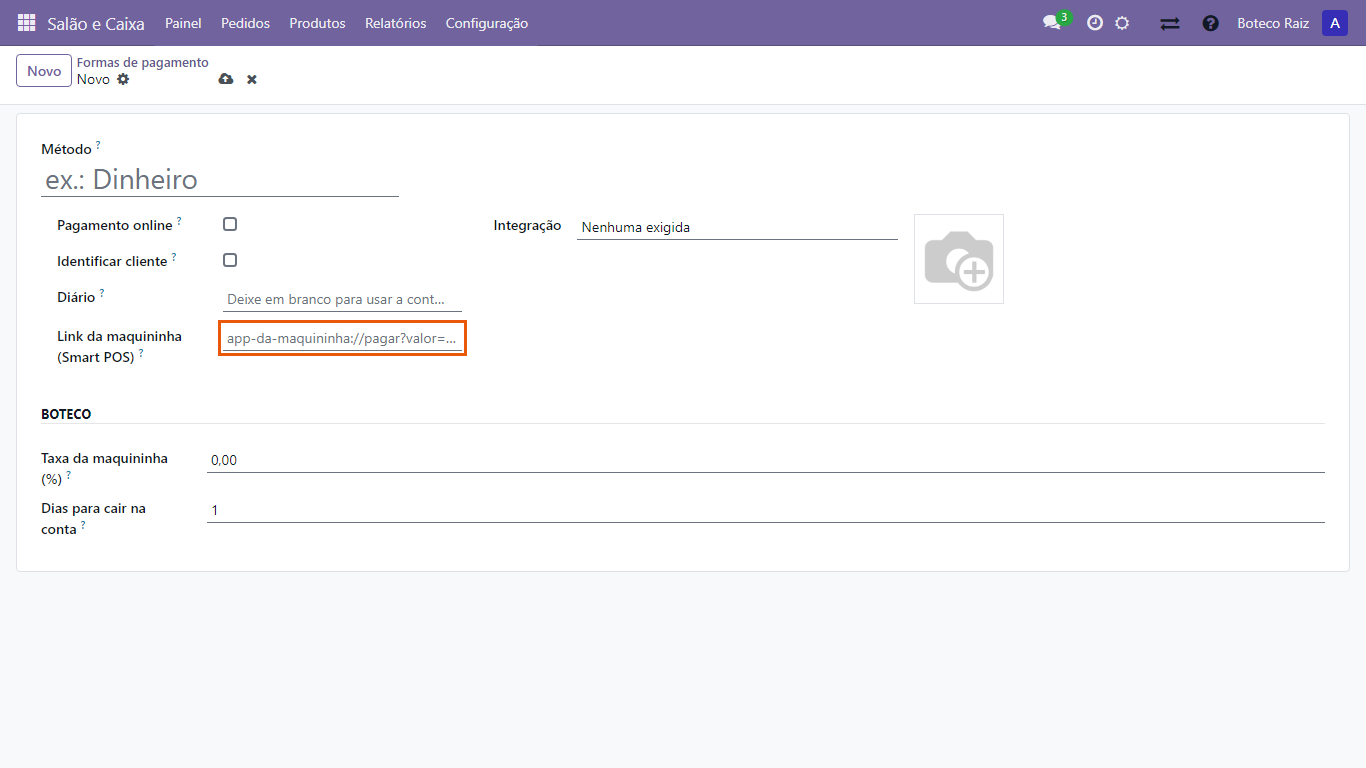 Salão e Caixa Painel Pedidos Produtos Relatórios Configuração 3 Boteco Raiz A
Novo Formas de pagamento
Novo
Método ?
ex.: Dinheiro
Pagamento online ?
Integração Nenhuma exigida
Identificar cliente ?
Diário ? Deixe em branco para usar a cont...
Link da maquininha
(Smart POS) ?
app-da-maquininha://pagar?valor=...
BOTECO
Taxa da maquininha
(%) ?
0,00
Dias para cair na
conta ?
1